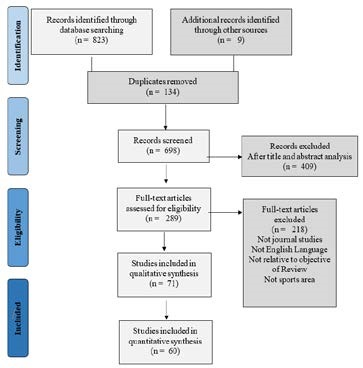 Identification
Records identified through
database searching
(n = 823)
Additional records identified
through other sources
(n = 9)
Duplicates removed
(n = 134)
Screening
Records screened
(n = 698)
Records excluded
After title and abstract analysis
(n = 409)
Eligibility
Full-text articles
assessed for eligibility
(n = 289)
Full-text articles
excluded
(n = 218)
Not journal studies
Not English Language
Not relative to objective
of Review
Not sports area
Studies included in
qualitative synthesis
(n = 71)
Included
Studies included in
quantitative synthesis
(n = 60)